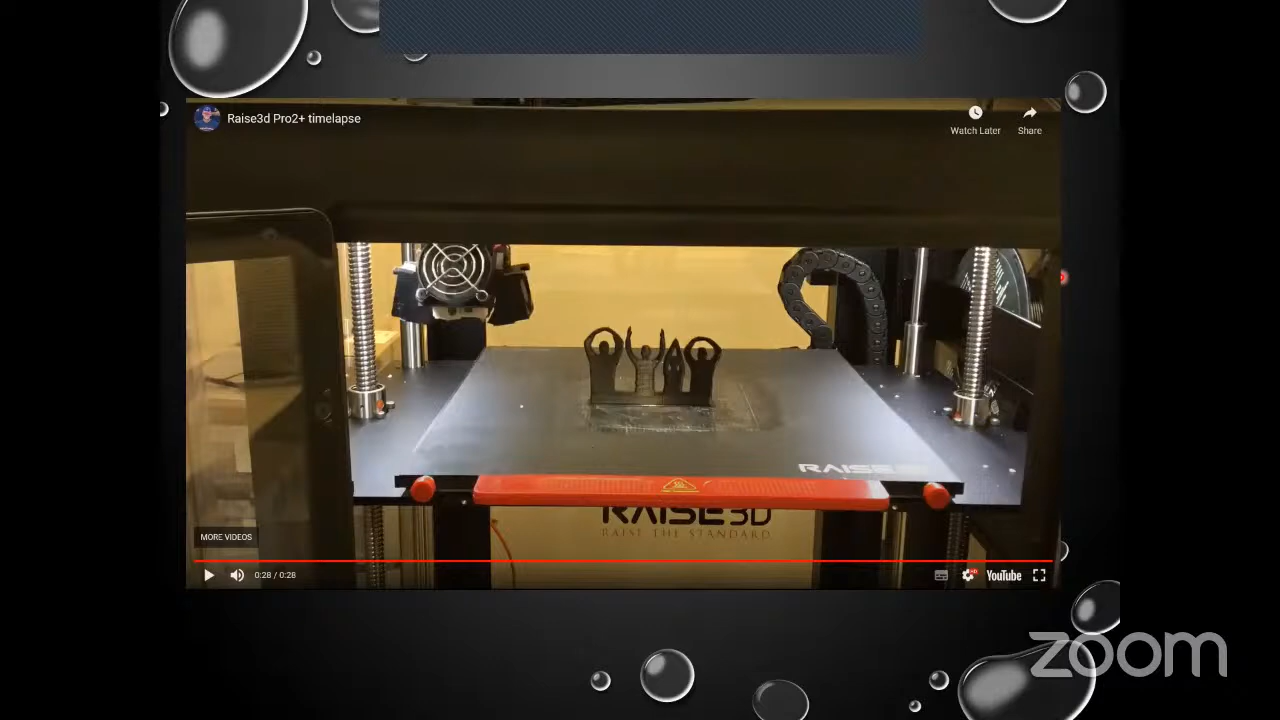 Raise3d Pro2+ timelapse
Watch Later
Share
RAISE
RAISE3D
RAISE THE STANDARD
MORE VIDEOS
0:28 / 0:28
HD
YouTube
zoom